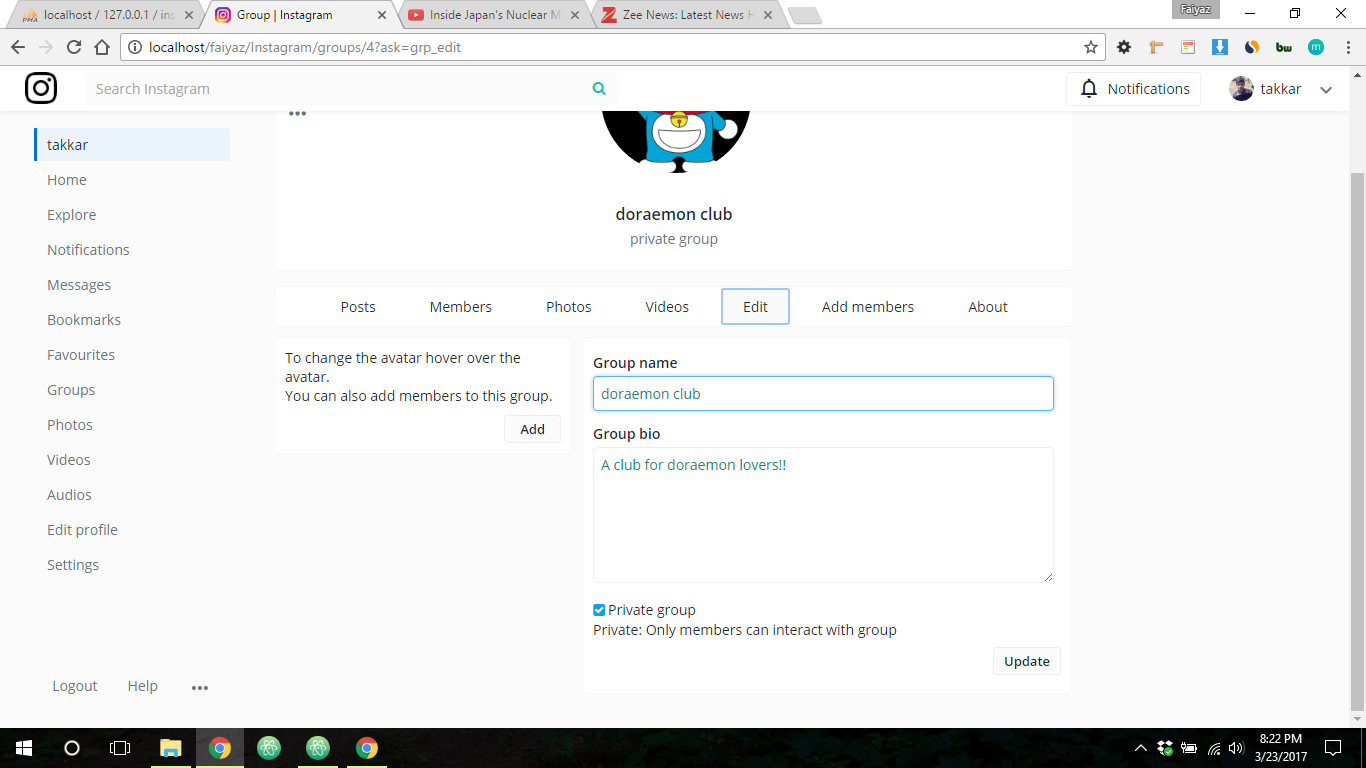 localhost / 127.0.0.1 / ins
Group | Instagram
Inside Japan's Nuclear M
Zee News: Latest News H
Faiyaz
localhost/faiyaz/Instagram/groups/4?ask=grp_edit
Search Instagram
Notifications
takkar
takkar
Home
Explore
Notifications
Messages
Bookmarks
Favourites
Groups
Photos
Videos
Audios
Edit profile
Settings
Logout
Help
doraemon club
private group
Posts
Members
Photos
Videos
Edit
Add members
About
To change the avatar hover over the
avatar.
You can also add members to this group.
Add
Group name
doraemon club
Group bio
A club for doraemon lovers!!
Private group
Private: Only members can interact with group
Update
8:22 PM
3/23/2017